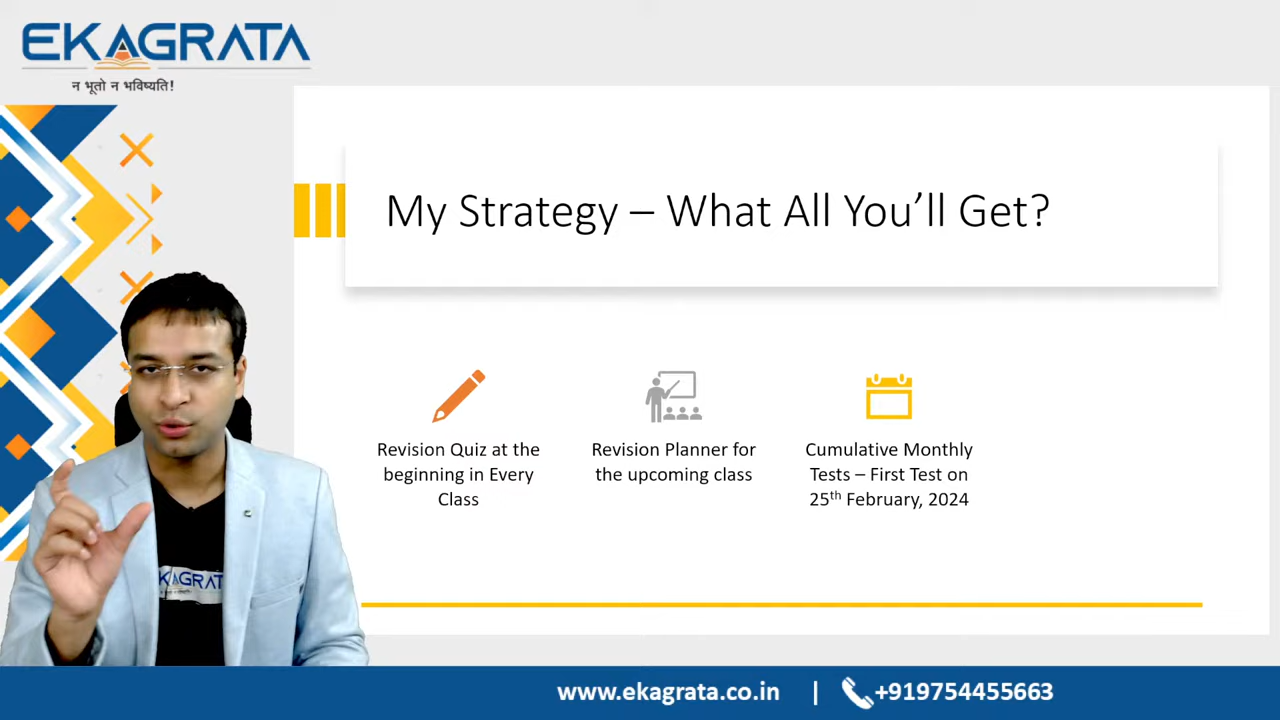 EKAGRATA
न भूतो न भविष्यति!
My Strategy – What All You’ll Get?
Revision Quiz at the
beginning in Every
Class
Revision Planner for
the upcoming class
Cumulative Monthly
Tests – First Test on
25th February, 2024
EKAGRATA
www.ekagrata.co.in | +919754455663